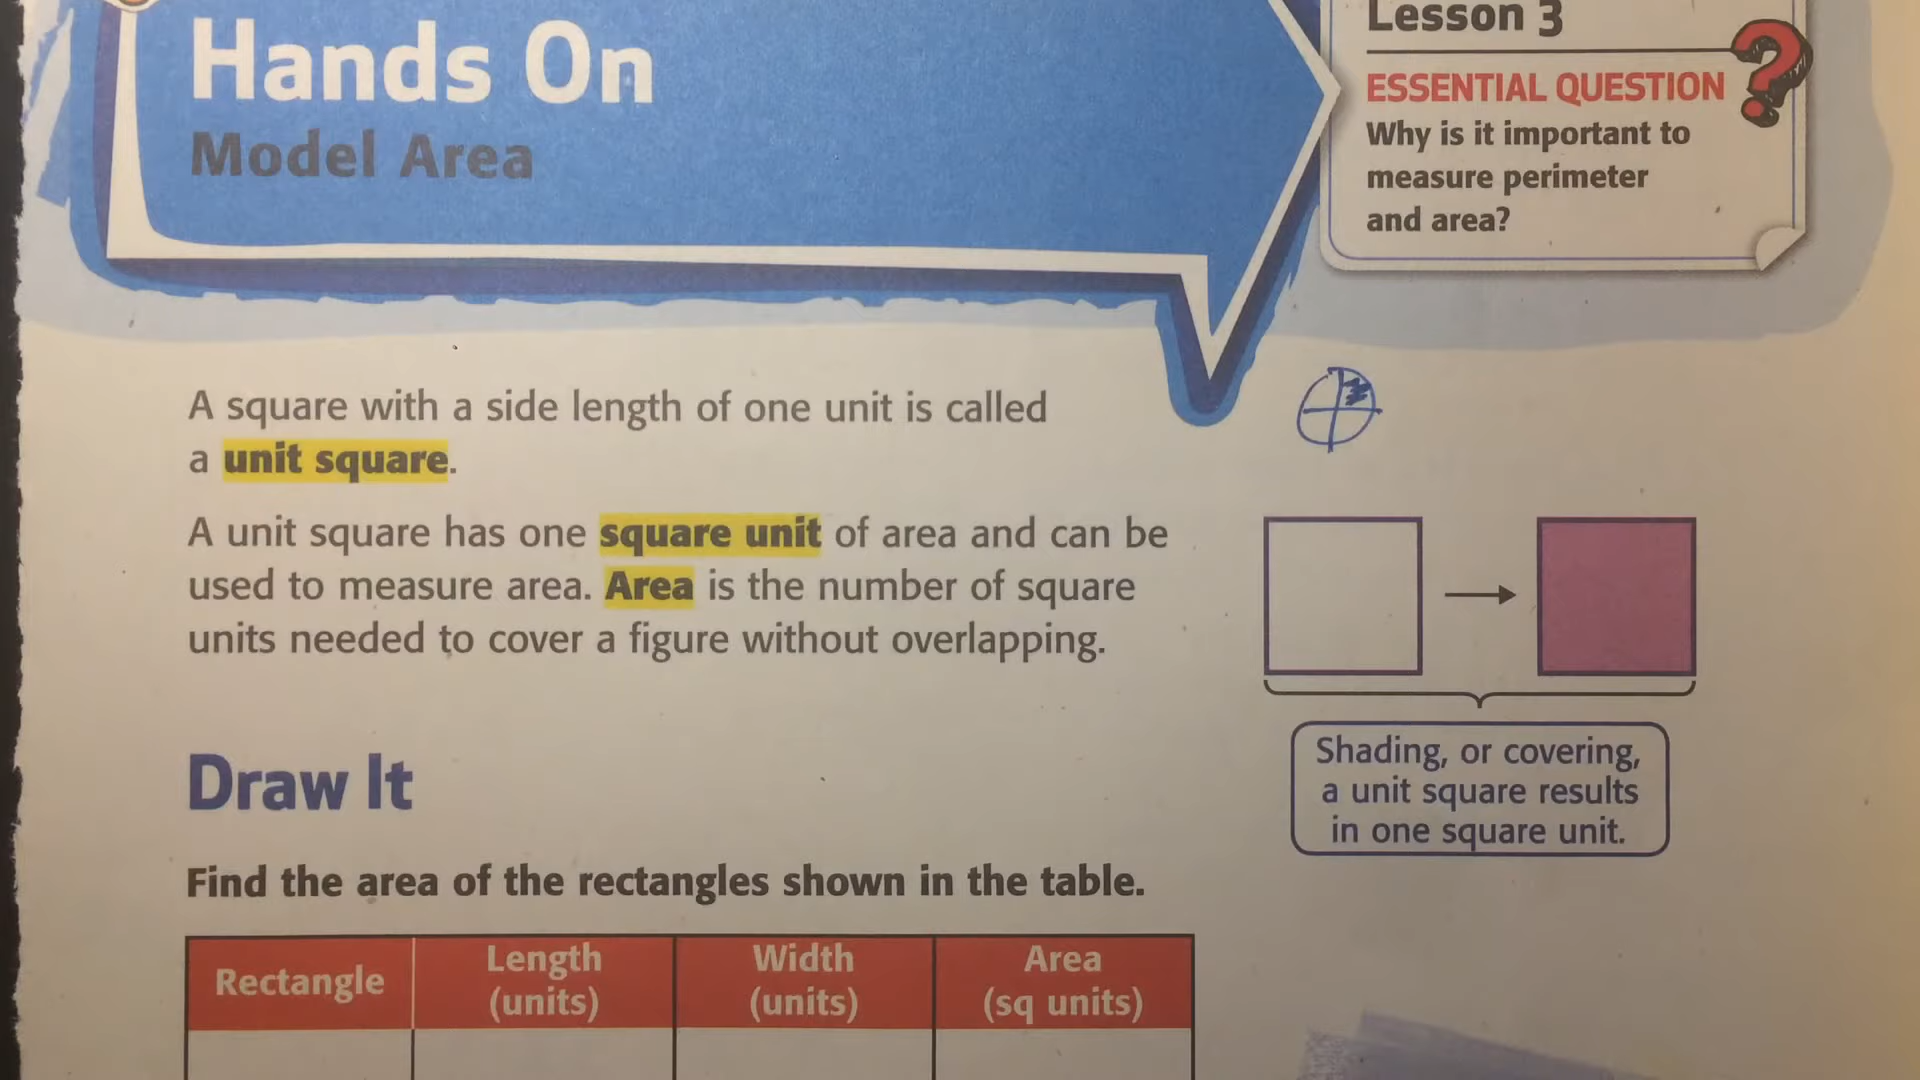 Hands On
Model Area
Lesson 3
ESSENTIAL QUESTION
Why is it important to
measure perimeter
and area?
A square with a side length of one unit is called
a unit square.
A unit square has one square unit of area and can be
used to measure area. Area is the number of square
units needed to cover a figure without overlapping.
Shading, or covering,
a unit square results
in one square unit.
Draw It
Find the area of the rectangles shown in the table.
Rectangle
Length
(units)
Width
(units)
Area
(sq units)